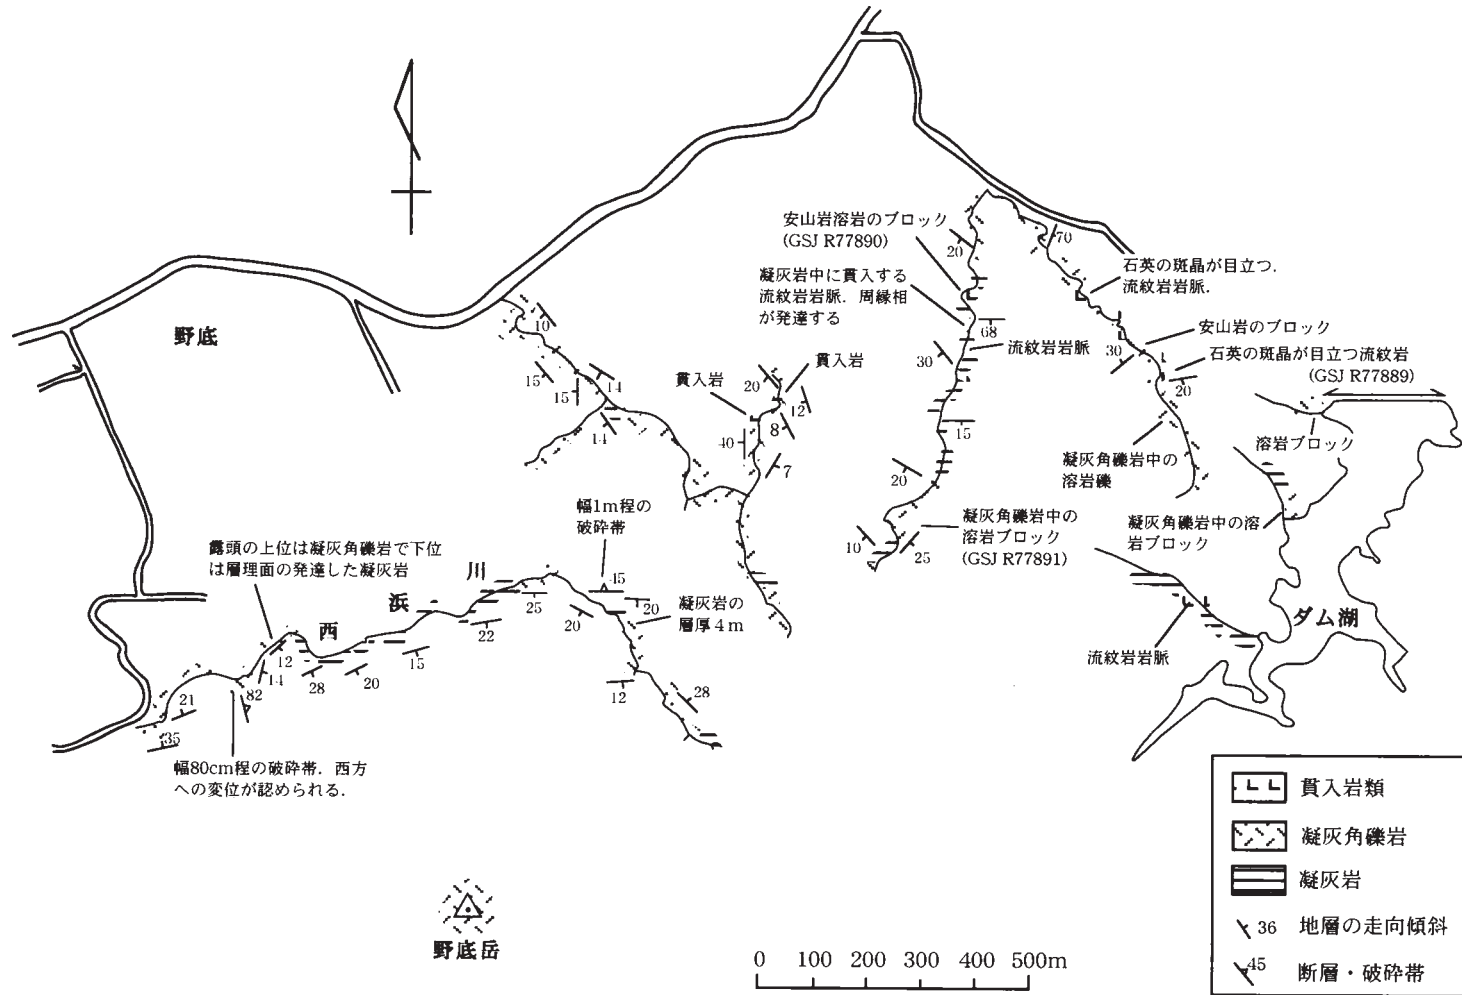 野底
安山岩溶岩のブロック
(GSJ R77890)
20
70
凝灰岩中に貫入する
流紋岩岩脈. 周縁相
が発達する
石英の斑晶が目立つ.
流紋岩岩脈.
10
68
流紋岩岩脈
30
安山岩のブロック
30
石英の斑晶が目立つ流紋岩
(GSJ R77889)
20
15
15
14
14
貫入岩
貫入岩
20
12
8
40
7
15
20
凝灰角礫岩中の
溶岩礫
溶岩ブロック
幅1m程の
破砕帯
凝灰角礫岩中の
溶岩ブロック
(GSJ R77891)
10
25
凝灰角礫岩中の溶
岩ブロック
露頭の上位は凝灰角礫岩で下位
は層理面の発達した凝灰岩
西
浜
川
45
25
20
20
凝灰岩の
層厚4m
22
15
20
28
12
14
82
21
35
12
28
流紋岩岩脈
ダム湖
幅80cm程の破砕帯. 西方
への変位が認められる.
野底岳
0 100 200 300 400 500m
貫入岩類
凝灰角礫岩
凝灰岩
36 地層の走向傾斜
45 断層・破砕帯